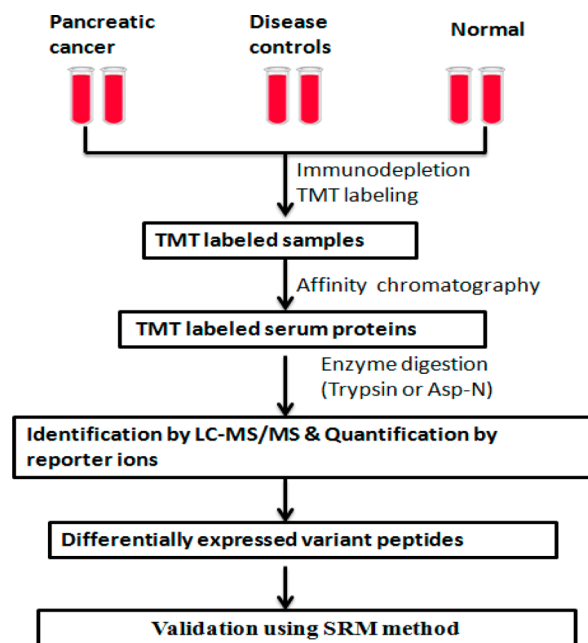 Pancreatic
cancer
Disease
controls
Normal
Immunodepletion
TMT labeling
TMT labeled samples
Affinity chromatography
TMT labeled serum proteins
Enzyme digestion
(Trypsin or Asp-N)
Identification by LC-MS/MS & Quantification by
reporter ions
Differentially expressed variant peptides
Validation using SRM method